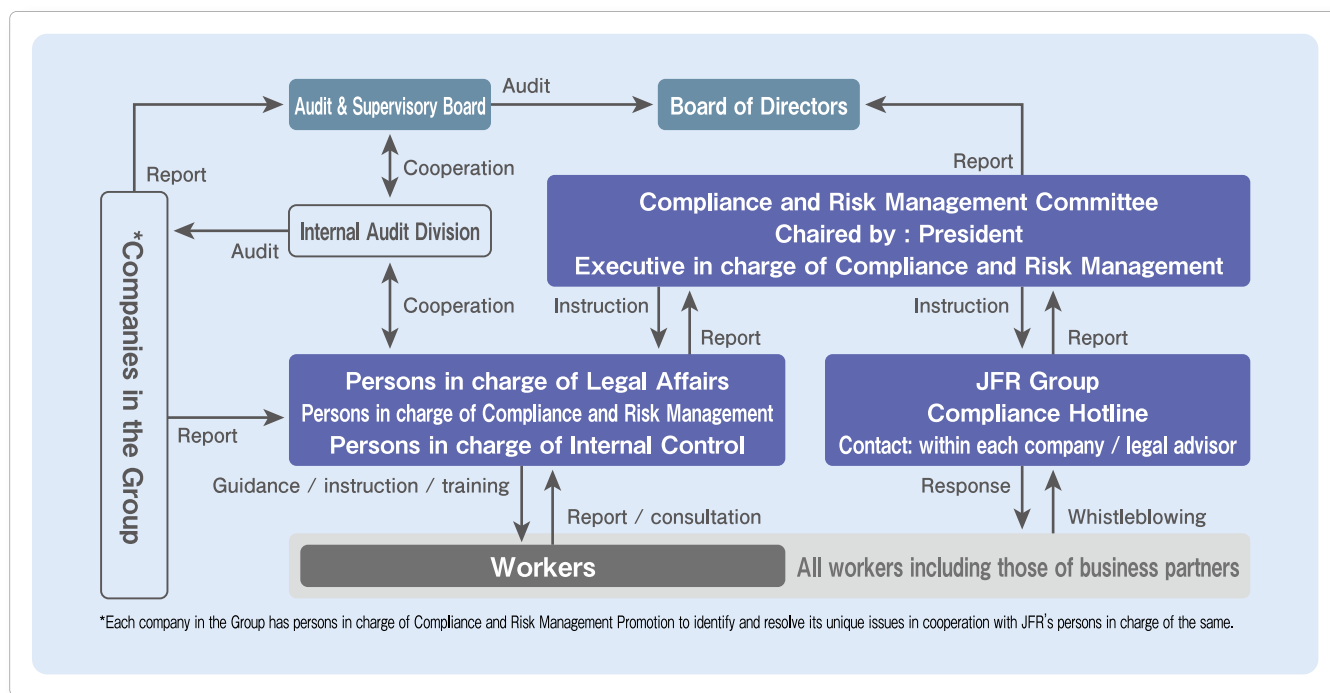 Audit & Supervisory Board
Audit
Board of Directors
Report
Cooperation
Report
Compliance and Risk Management Committee
Chaired by : President
Executive in charge of Compliance and Risk Management
Internal Audit Division
Audit
*Companies in the Group
Cooperation
Instruction
Report
Instruction
Report
Persons in charge of Legal Affairs
Persons in charge of Compliance and Risk Management
Persons in charge of Internal Control
JFR Group
Compliance Hotline
Contact: within each company / legal advisor
Report
Guidance / instruction / training
Report / consultation
Response
Whistleblowing
Workers
All workers including those of business partners
*Each company in the Group has persons in charge of Compliance and Risk Management Promotion to identify and resolve its unique issues in cooperation with JFR's persons in charge of the same.